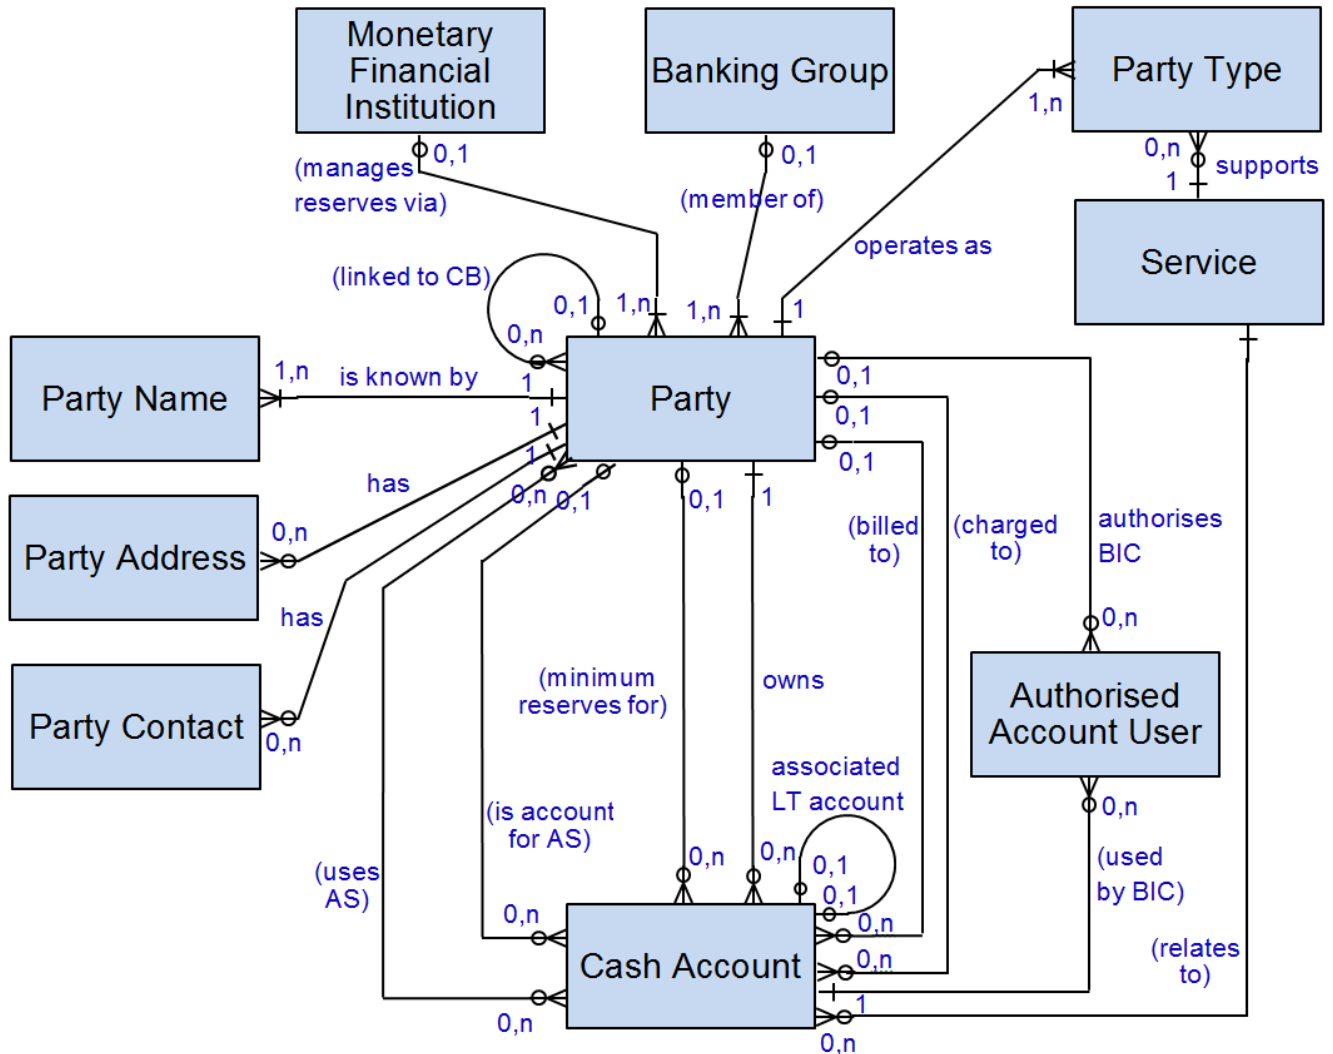 Monetary
Financial
Institution
Banking Group
Party Type
0,1
0,1
1,n
0,n
supports
1
(manages
reserves via)
(member of)
operates as
Service
(linked to CB)
0,1
1,n
1,n
1
0,n
Party Name
1,n
is known by
1
Party
0,1
0,1
0,1
1
1
has
0,n
0,1
0,1
1
Party Address
0,n
(billed
to)
(charged
to)
authorises
BIC
has
0,n
Party Contact
0,n
(minimum
reserves for)
owns
Authorised
Account User
associated
LT account
0,n
(is account
for AS)
(uses
AS)
0,n
0,n
0,1
0,1
(used
by BIC)
0,n
0,n
0,n
Cash Account
(relates
to)
1
0,n
0,n